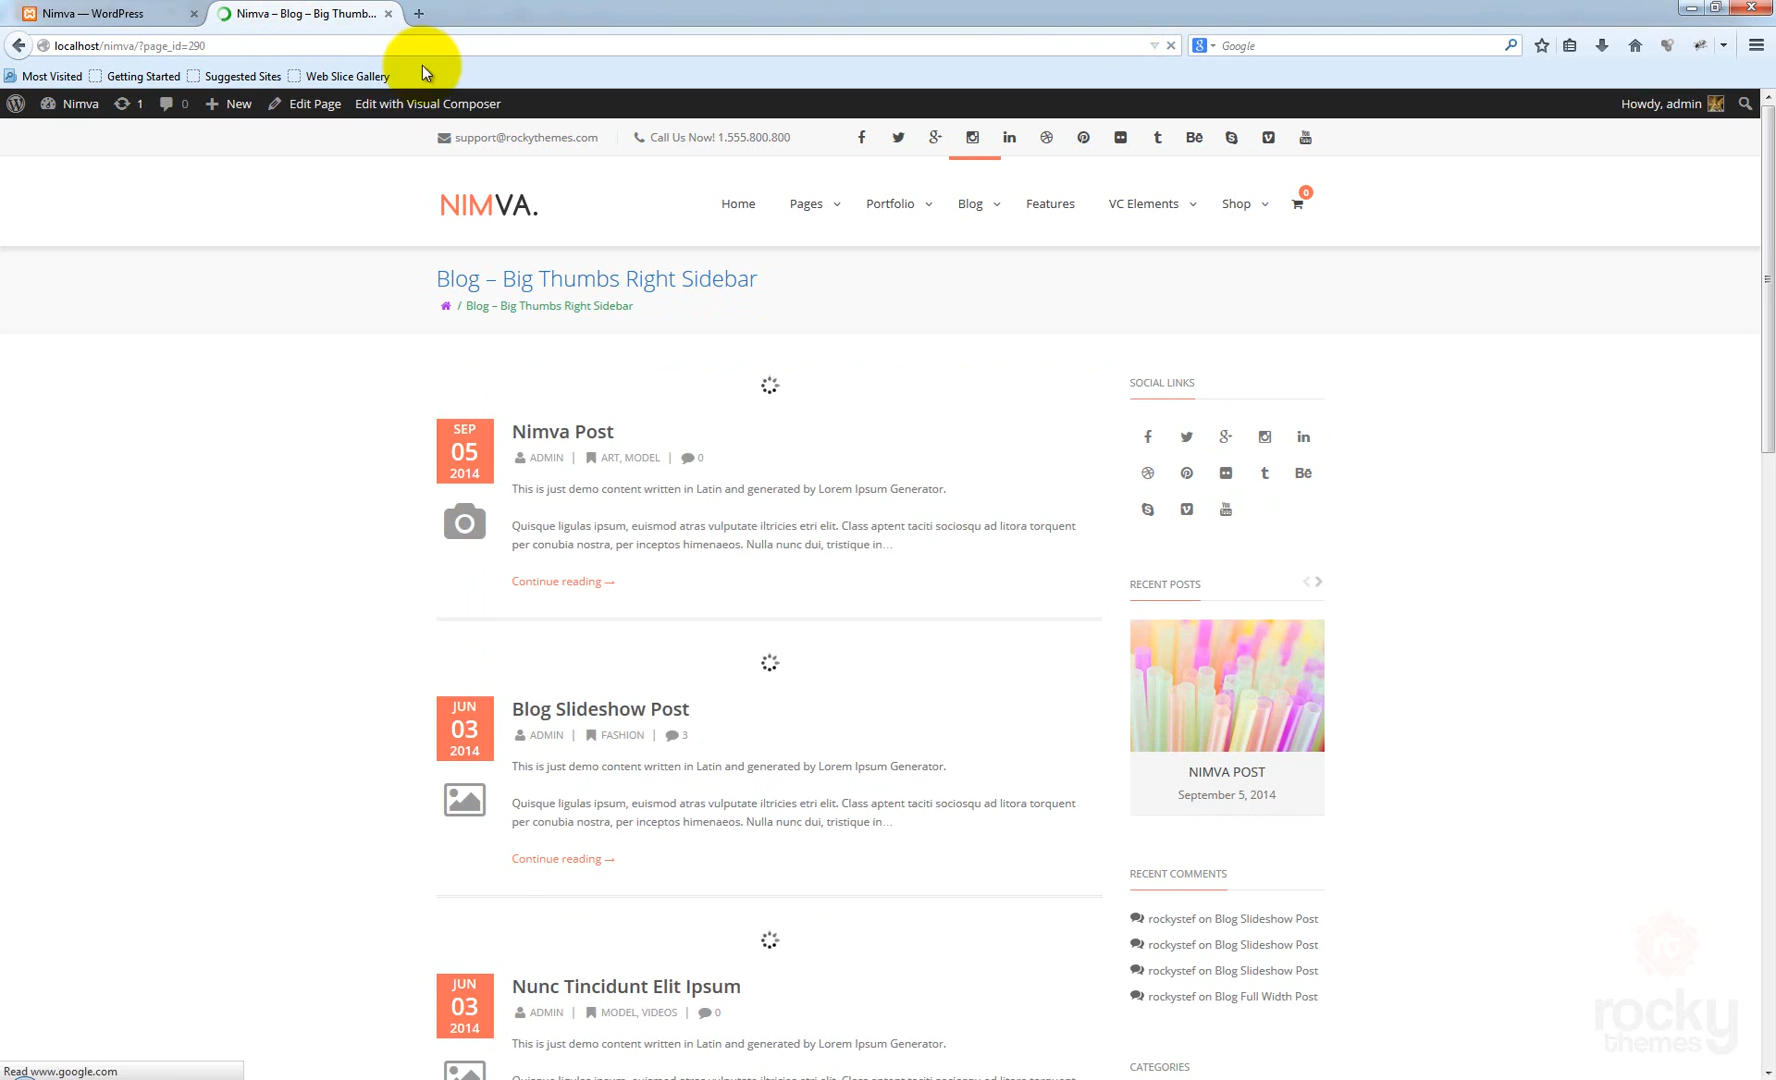 Nimva — WordPress
Nimva – Blog – Big Thumb...
localhost/nimva/?page_id=290
Google
Most Visited
Getting Started
Suggested Sites
Web Slice Gallery
Nimva
1
0
New
Edit Page
Edit with Visual Composer
Howdy, admin
support@rockythemes.com
Call Us Now! 1.555.800.800
NIMVA.
Home
Pages
Portfolio
Blog
Features
VC Elements
Shop
0
Blog – Big Thumbs Right Sidebar
/ Blog – Big Thumbs Right Sidebar
SEP
05
2014
Nimva Post
ADMIN | ART, MODEL | 0
This is just demo content written in Latin and generated by Lorem Ipsum Generator.
Quisque ligulas ipsum, euismod atras vulputate iltricies etri elit. Class aptent taciti sociosqu ad litora torquent
per conubia nostra, per inceptos himenaeos. Nulla nunc dui, tristique in…
Continue reading →
JUN
03
2014
Blog Slideshow Post
ADMIN | FASHION | 3
This is just demo content written in Latin and generated by Lorem Ipsum Generator.
Quisque ligulas ipsum, euismod atras vulputate iltricies etri elit. Class aptent taciti sociosqu ad litora torquent
per conubia nostra, per inceptos himenaeos. Nulla nunc dui, tristique in…
Continue reading →
JUN
03
2014
Nunc Tincidunt Elit Ipsum
ADMIN | MODEL, VIDEOS | 0
This is just demo content written in Latin and generated by Lorem Ipsum Generator.
SOCIAL LINKS
RECENT POSTS
NIMVA POST
September 5, 2014
RECENT COMMENTS
rockystef on Blog Slideshow Post
rockystef on Blog Slideshow Post
rockystef on Blog Slideshow Post
rockystef on Blog Full Width Post
CATEGORIES
rocky
themes
Read www.google.com